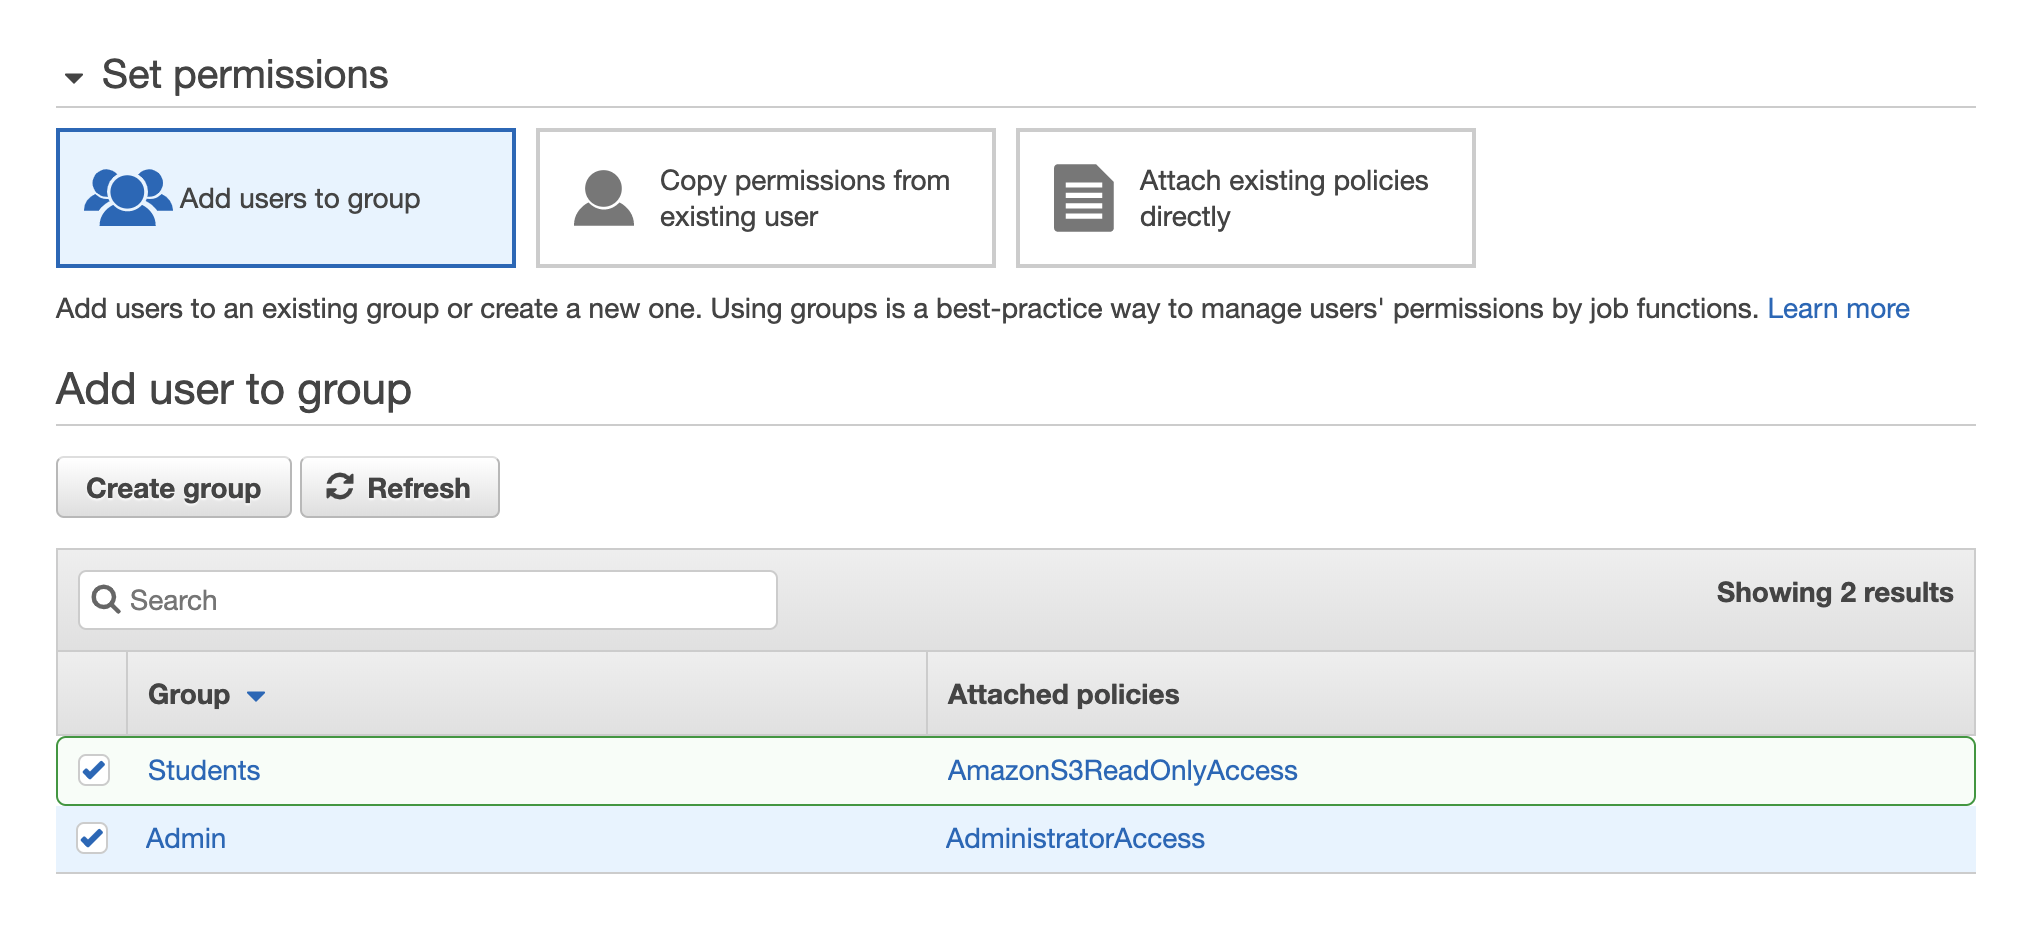 Set permissions
Add users to group
Copy permissions from
existing user
Attach existing policies
directly
Add users to an existing group or create a new one. Using groups is a best-practice way to manage users' permissions by job functions. Learn more
Add user to group
Create group
Refresh
Search
Showing 2 results
Group
Attached policies
Students
AmazonS3ReadOnlyAccess
Admin
AdministratorAccess